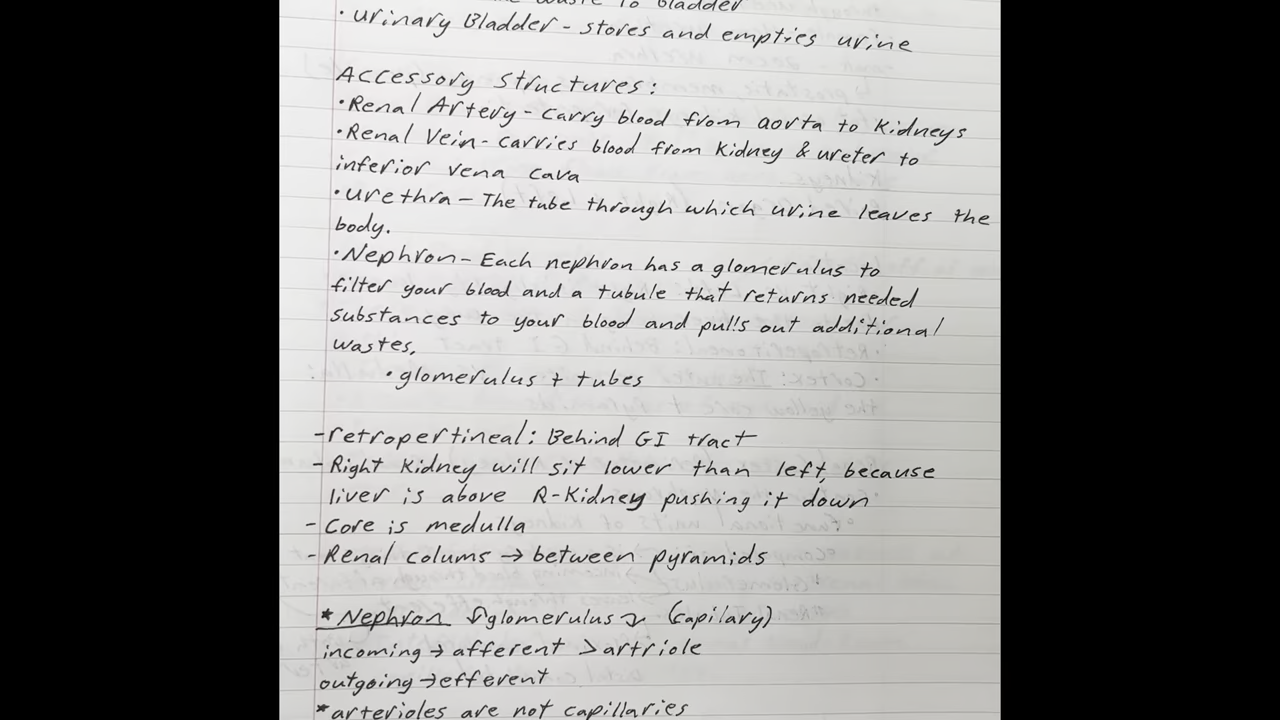 waste to bladder
·urinary Bladder - stores and empties urine
Accessory Structures:
·Renal Artery - carry blood from aorta to kidneys
·Renal Vein - carries blood from kidney & ureter to
inferior vena cava
·urethra - The tube through which urine leaves the
body.
·Nephron - Each nephron has a glomerulus to
filter your blood and a tubule that returns needed
substances to your blood and pulls out additional
wastes,
·glomerulus + tubes
-retropertineal: Behind GI tract
-Right kidney will sit lower than left, because
liver is above R-Kidney pushing it down
- Core is medulla
- Renal colums → between pyramids
* Nephron ↲glomerulus↴ (capilary)
incoming → afferent > artriole
outgoing → efferent
*arterioles are not capillaries